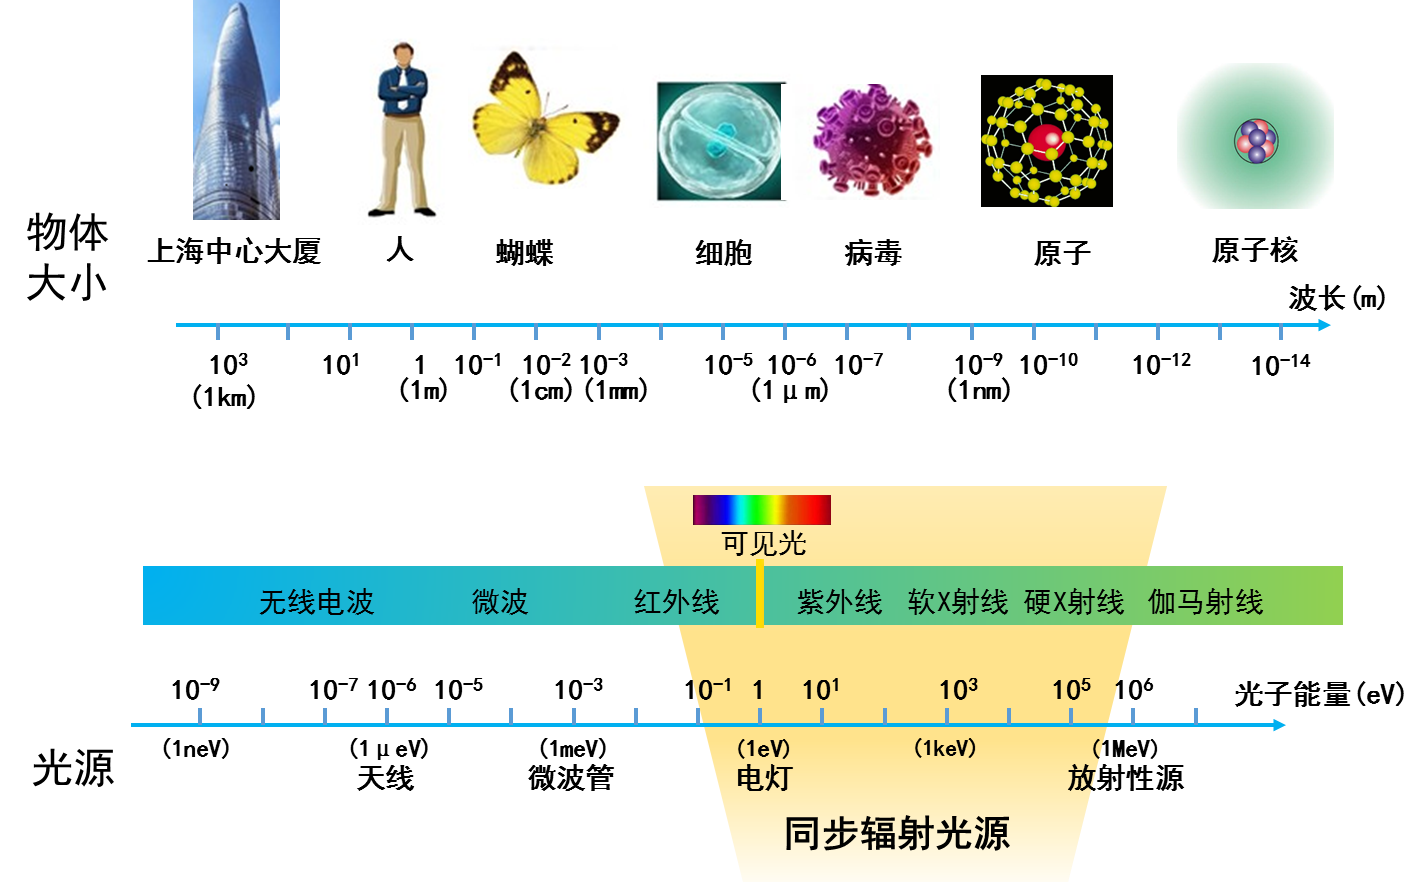 物体
大小
上海中心大厦
人
蝴蝶
细胞
病毒
原子
原子核
波长(m)
10³
(1km)
10¹
1
(1m)
10⁻¹
10⁻²
(1cm)
10⁻³
(1mm)
10⁻⁵
10⁻⁶
(1μm)
10⁻⁷
10⁻⁹
(1nm)
10⁻¹⁰
10⁻¹²
10⁻¹⁴
可见光
无线电波
微波
红外线
紫外线
软X射线
硬X射线
伽马射线
10⁻⁹
10⁻⁷
10⁻⁶
10⁻⁵
10⁻³
10⁻¹
1
10¹
10³
10⁵
10⁶
光子能量(eV)
光源
(1neV)
(1μeV)
天线
(1meV)
微波管
(1eV)
电灯
(1keV)
(1MeV)
放射性源
同步辐射光源